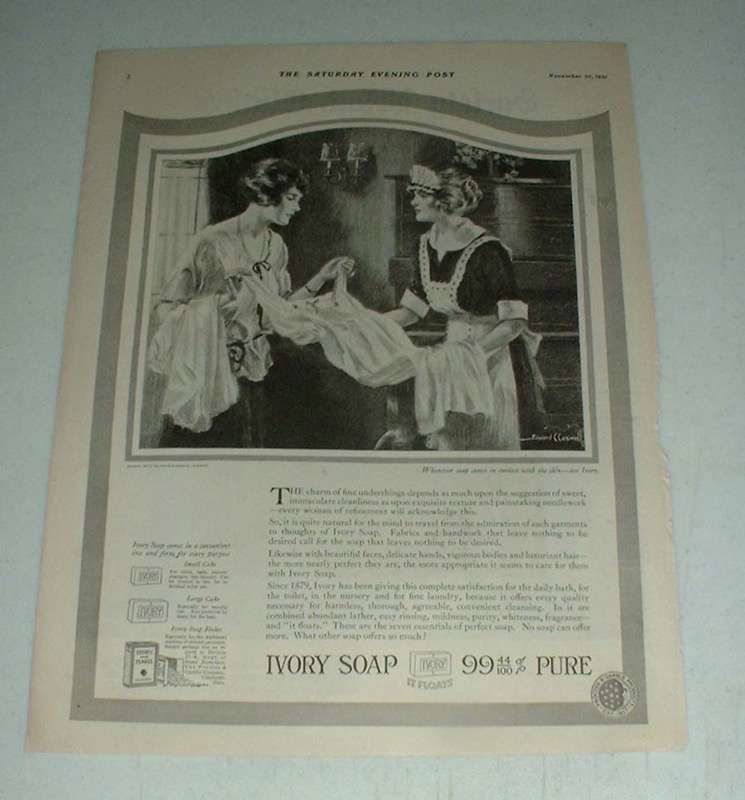 2
THE SATURDAY EVENING POST
November
Edward C. Caswell
Whenever soap comes in contact with the skin—use Ivory.
THE charm of fine underthings depends as much upon the suggestion of sweet,
immaculate cleanliness as upon exquisite texture and painstaking needlework
—every woman of refinement will acknowledge this.
So, it is quite natural for the mind to travel from the admiration of such garments
to thoughts of Ivory Soap. Fabrics and handwork that leave nothing to be
desired call for the soap that leaves nothing to be desired.
Likewise with beautiful faces, delicate hands, vigorous bodies and luxuriant hair—
the more nearly perfect they are, the more appropriate it seems to care for them
with Ivory Soap.
Since 1879, Ivory has been giving this complete satisfaction for the daily bath, for
the toilet, in the nursery and for fine laundry, because it offers every quality
necessary for harmless, thorough, agreeable, convenient cleansing. In it are
combined abundant lather, easy rinsing, mildness, purity, whiteness, fragrance—
and "it floats." These are the seven essentials of perfect soap. No soap can offer
more. What other soap offers so much?
Ivory Soap comes in a convenient
size and form for every purpose
Small Cake
IVORY
Large Cake
IVORY
Ivory Soap Flakes
IVORY
SOAP
FLAKES
IVORY SOAP IVORY 99 44/100 % PURE
IT FLOATS